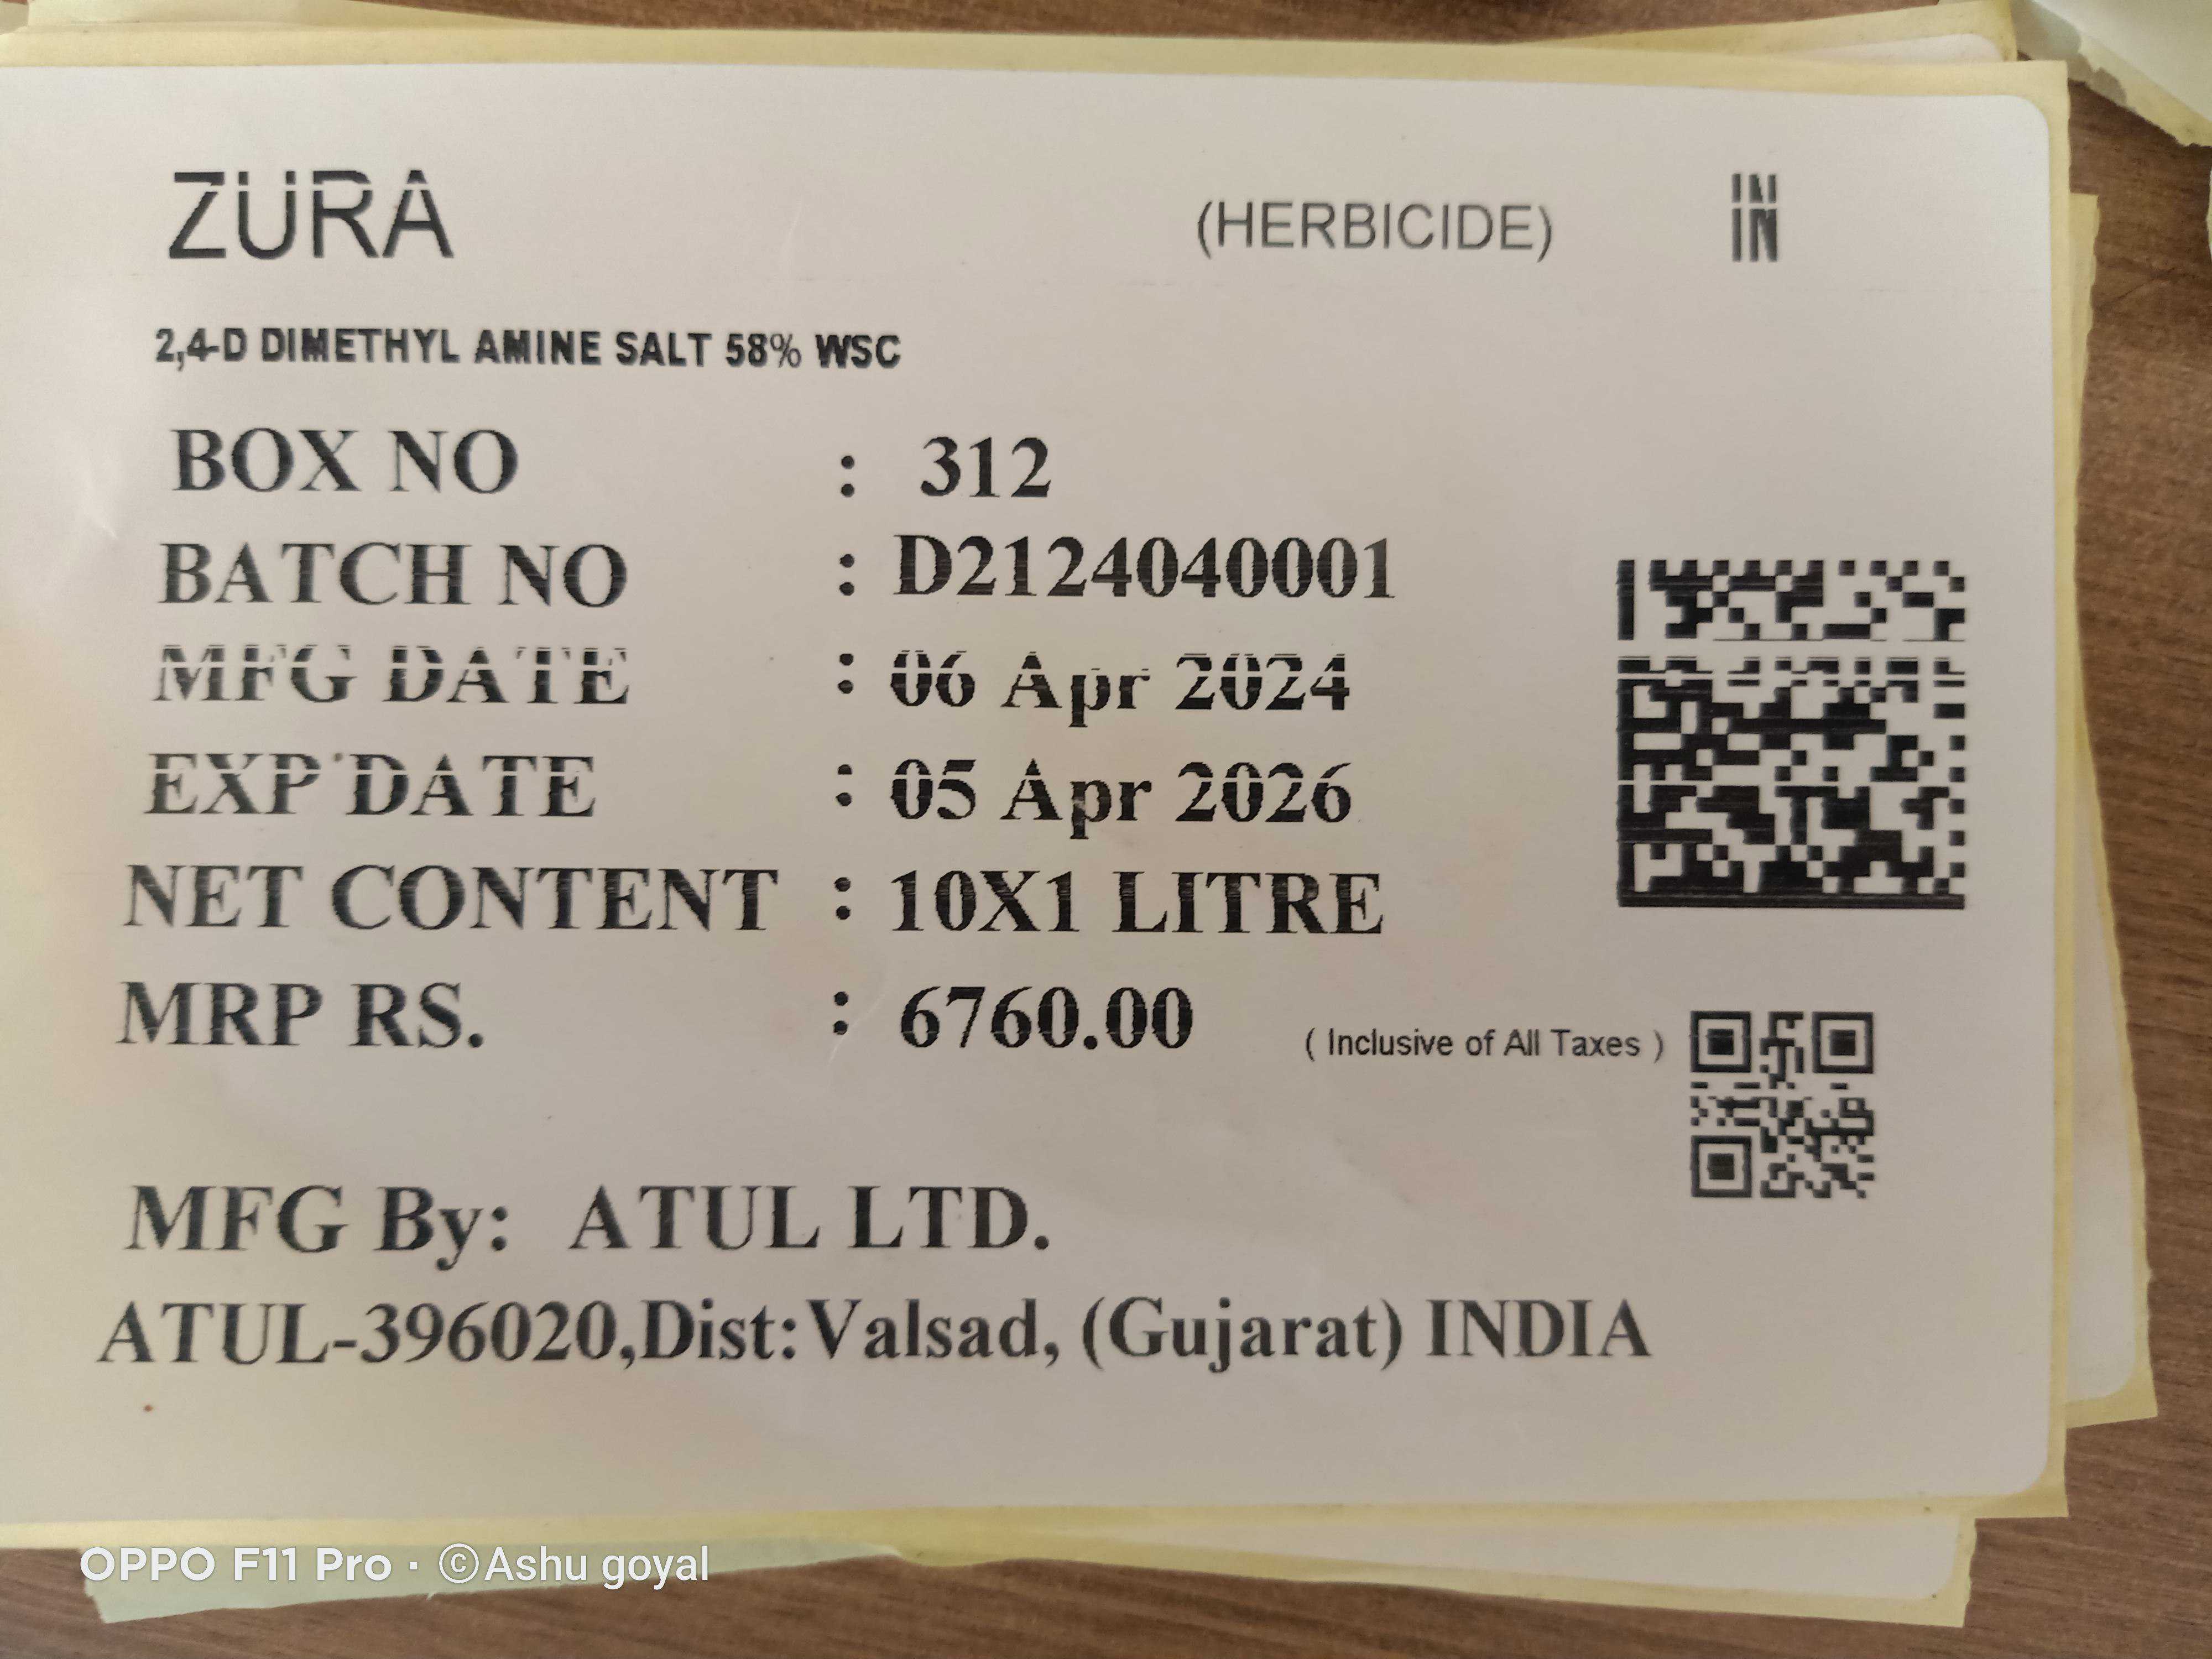 ZURA (HERBICIDE) IN
2,4-D DIMETHYL AMINE SALT 58% WSC
BOX NO : 312
BATCH NO : D2124040001
MFG DATE : 06 Apr 2024
EXP DATE : 05 Apr 2026
NET CONTENT : 10X1 LITRE
MRP RS. : 6760.00 ( Inclusive of All Taxes )
MFG By: ATUL LTD.
ATUL-396020,Dist:Valsad, (Gujarat) INDIA
OPPO F11 Pro · ©Ashu goyal